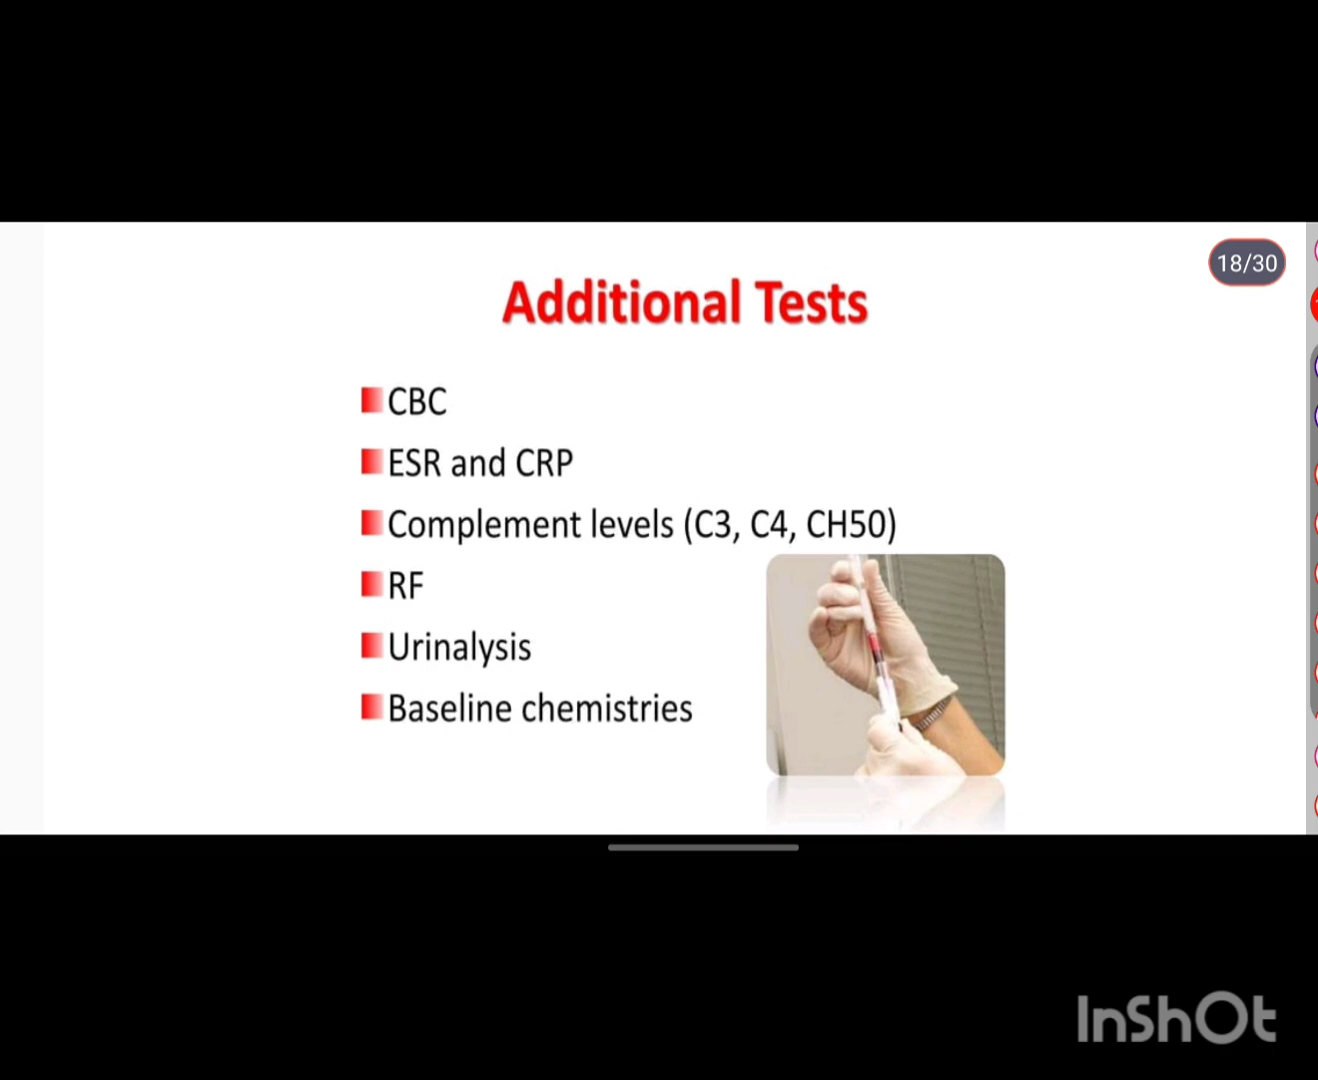 18/30
Additional Tests
CBC
ESR and CRP
Complement levels (C3, C4, CH50)
RF
Urinalysis
Baseline chemistries
InShOt